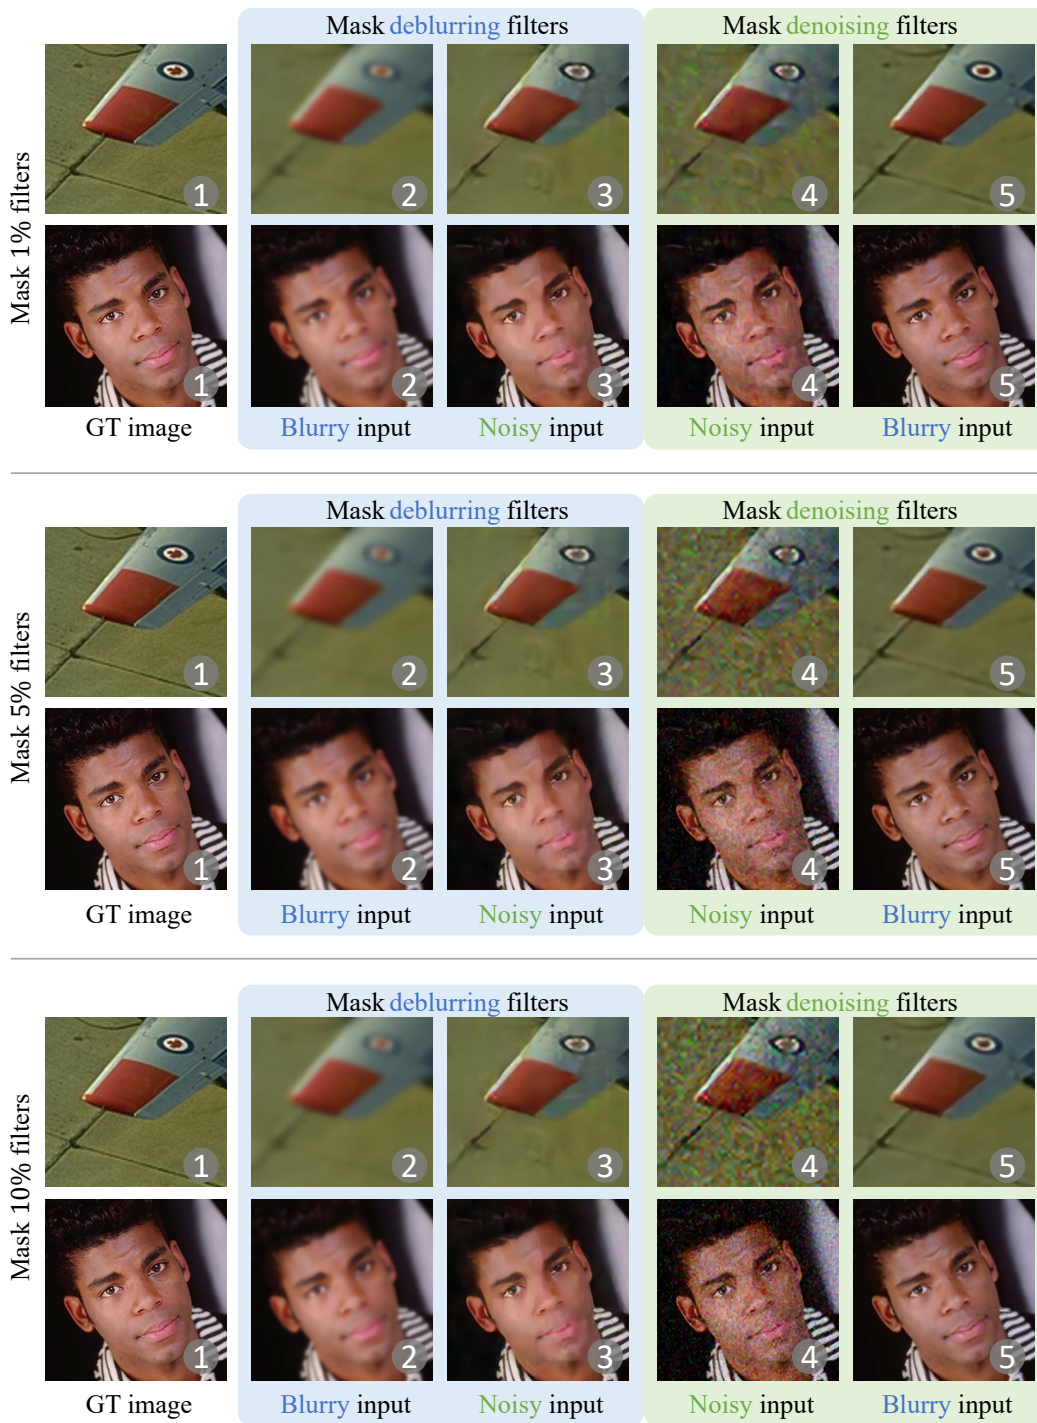 Mask deblurring filters
Mask denoising filters
Mask 1% filters
1
2
3
4
5
1
2
3
4
5
GT image
Blurry input
Noisy input
Noisy input
Blurry input
Mask deblurring filters
Mask denoising filters
Mask 5% filters
1
2
3
4
5
1
2
3
4
5
GT image
Blurry input
Noisy input
Noisy input
Blurry input
Mask deblurring filters
Mask denoising filters
Mask 10% filters
1
2
3
4
5
1
2
3
4
5
GT image
Blurry input
Noisy input
Noisy input
Blurry input